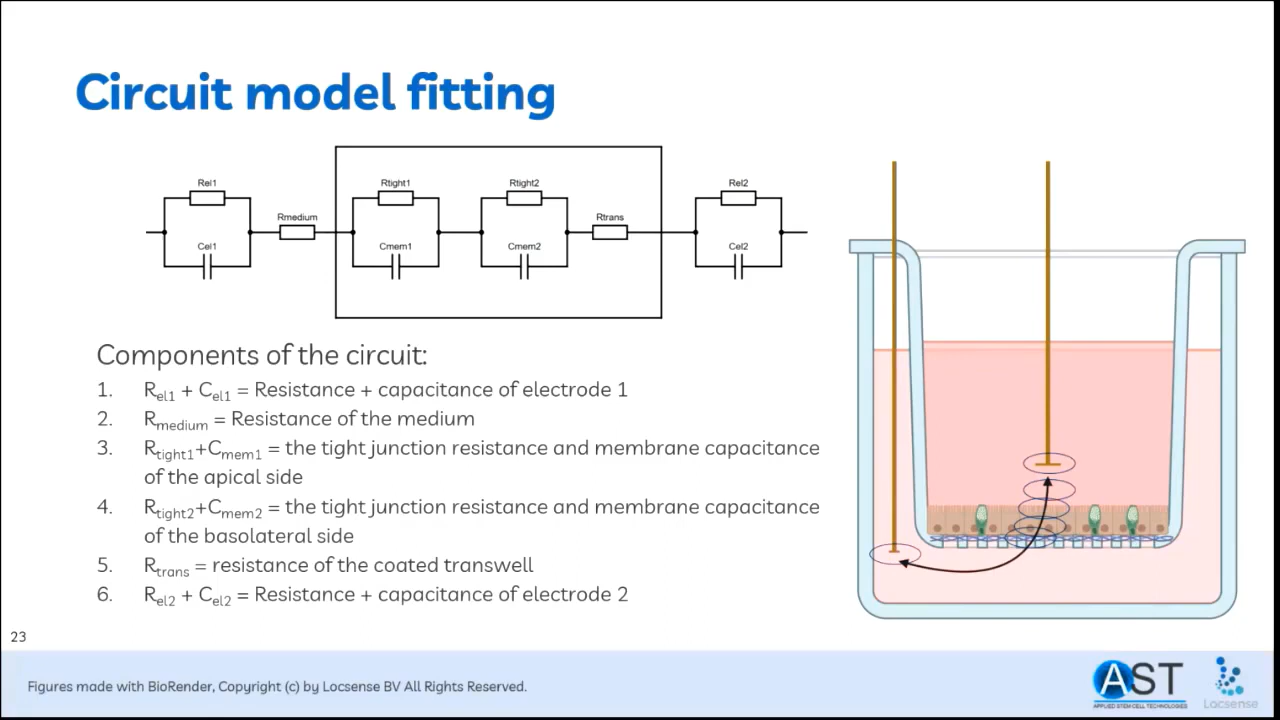 Circuit model fitting
Rel1
Rtight1
Rtight2
Rel2
Rmedium
Rtrans
Cel1
Cmem1
Cmem2
Cel2
Components of the circuit:
1. Rel1 + Cel1 = Resistance + capacitance of electrode 1
2. Rmedium = Resistance of the medium
3. Rtight1+Cmem1 = the tight junction resistance and membrane capacitance
of the apical side
4. Rtight2+Cmem2 = the tight junction resistance and membrane capacitance
of the basolateral side
5. Rtrans = resistance of the coated transwell
6. Rel2 + Cel2 = Resistance + capacitance of electrode 2
23
Figures made with BioRender, Copyright (c) by Locsense BV All Rights Reserved.
AST
APPLIED STEM CELL TECHNOLOGIES
Locsense